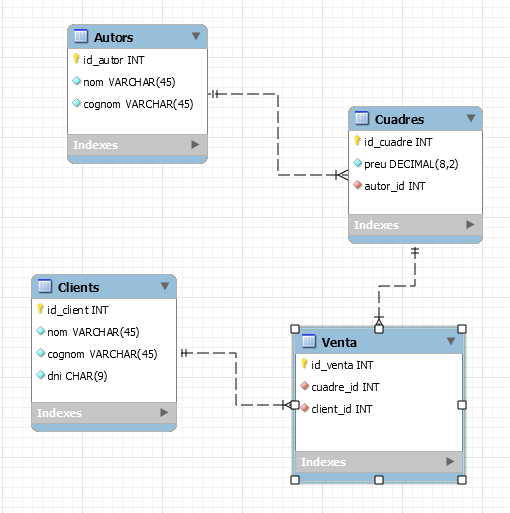 Autors
id_autor INT
nom VARCHAR(45)
cognom VARCHAR(45)
Indexes
Cuadres
id_cuadre INT
preu DECIMAL(8,2)
autor_id INT
Indexes
Clients
id_client INT
nom VARCHAR(45)
cognom VARCHAR(45)
dni CHAR(9)
Indexes
Venta
id_venta INT
cuadre_id INT
client_id INT
Indexes